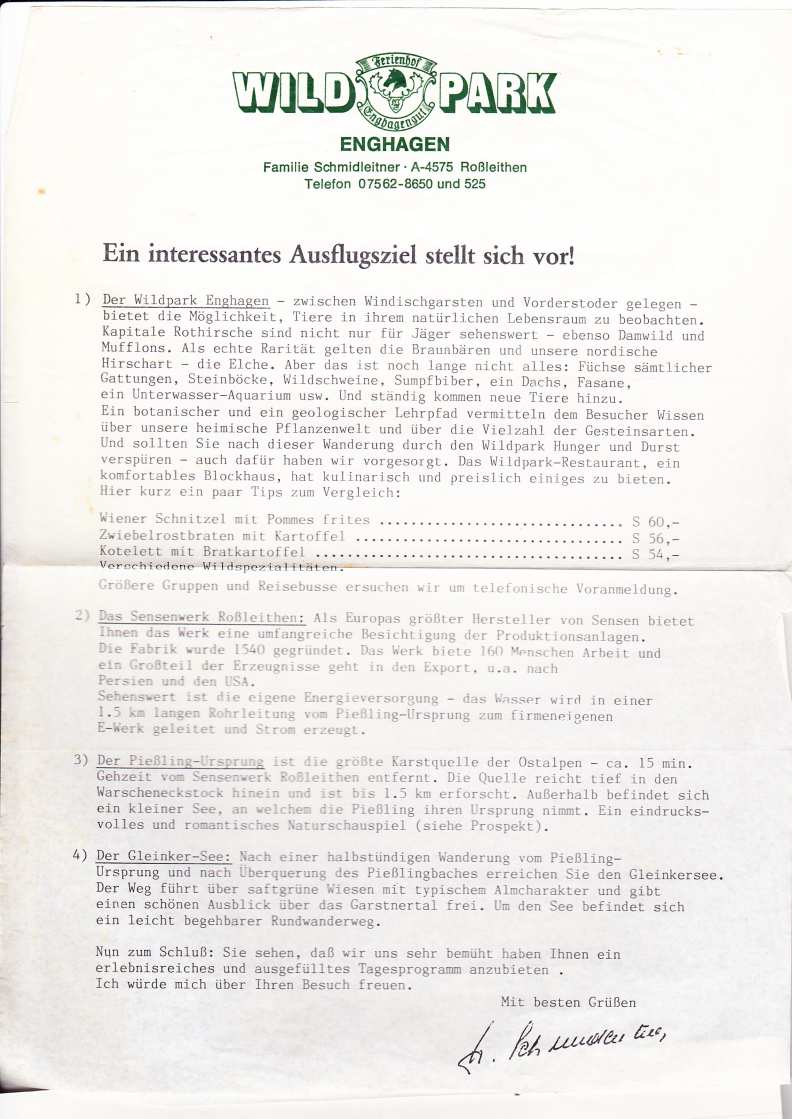 Ferienhof
WILD PARK
Enghagengut
ENGHAGEN
Familie Schmidleitner · A-4575 Roßleithen
Telefon 07562-8650 und 525
Ein interessantes Ausflugsziel stellt sich vor!
1) Der Wildpark Enghagen - zwischen Windischgarsten und Vorderstoder gelegen -
bietet die Möglichkeit, Tiere in ihrem natürlichen Lebensraum zu beobachten.
Kapitale Rothirsche sind nicht nur für Jäger sehenswert - ebenso Damwild und
Mufflons. Als echte Rarität gelten die Braunbären und unsere nordische
Hirschart - die Elche. Aber das ist noch lange nicht alles: Füchse sämtlicher
Gattungen, Steinböcke, Wildschweine, Sumpfbiber, ein Dachs, Fasane,
ein Unterwasser-Aquarium usw. Und ständig kommen neue Tiere hinzu.
Ein botanischer und ein geologischer Lehrpfad vermitteln dem Besucher Wissen
über unsere heimische Pflanzenwelt und über die Vielzahl der Gesteinsarten.
Und sollten Sie nach dieser Wanderung durch den Wildpark Hunger und Durst
verspüren - auch dafür haben wir vorgesorgt. Das Wildpark-Restaurant, ein
komfortables Blockhaus, hat kulinarisch und preislich einiges zu bieten.
Hier kurz ein paar Tips zum Vergleich:
Wiener Schnitzel mit Pommes frites ............................... S 60,-
Zwiebelrostbraten mit Kartoffel .................................. S 56,-
Kotelett mit Bratkartoffel ....................................... S 54,-
Verschiedene Wildspezialitäten.
Größere Gruppen und Reisebusse ersuchen wir um telefonische Voranmeldung.
2) Das Sensenwerk Roßleithen: Als Europas größter Hersteller von Sensen bietet
Ihnen das Werk eine umfangreiche Besichtigung der Produktionsanlagen.
Die Fabrik wurde 1540 gegründet. Das Werk biete 160 Menschen Arbeit und
ein Großteil der Erzeugnisse geht in den Export, u.a. nach
Persien und den USA.
Sehenswert ist die eigene Energieversorgung - das Wasser wird in einer
1.5 km langen Rohrleitung vom Pießling-Ursprung zum firmeneigenen
E-Werk geleitet und Strom erzeugt.
3) Der Pießling-Ursprung ist die größte Karstquelle der Ostalpen - ca. 15 min.
Gehzeit vom Sensenwerk Roßleithen entfernt. Die Quelle reicht tief in den
Warscheneckstock hinein und ist bis 1.5 km erforscht. Außerhalb befindet sich
ein kleiner See, an welchem die Pießling ihren Ursprung nimmt. Ein eindrucks-
volles und romantisches Naturschauspiel (siehe Prospekt).
4) Der Gleinker-See: Nach einer halbstündigen Wanderung vom Pießling-
Ursprung und nach Überquerung des Pießlingbaches erreichen Sie den Gleinkersee.
Der Weg führt über saftgrüne Wiesen mit typischem Almcharakter und gibt
einen schönen Ausblick über das Garstnertal frei. Um den See befindet sich
ein leicht begehbarer Rundwanderweg.
Nun zum Schluß: Sie sehen, daß wir uns sehr bemüht haben Ihnen ein
erlebnisreiches und ausgefülltes Tagesprogramm anzubieten .
Ich würde mich über Ihren Besuch freuen.
Mit besten Grüßen